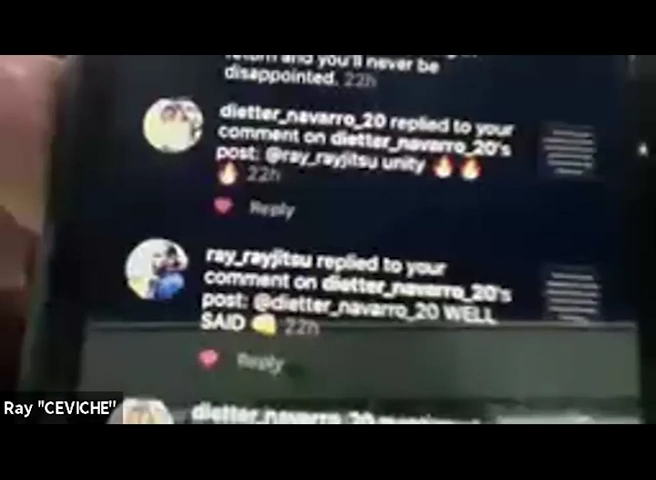 return and you'll never be
disappointed. 22h
dietter_navarro_20 replied to your
comment on dietter_navarro_20's
post: @ray_rayjitsu unity 🔥🔥
🔥 22h
Reply
ray_rayjitsu replied to your
comment on dietter_navarro_20's
post: @dietter_navarro_20 WELL
SAID 👊 22h
Reply
Ray "CEVICHE"
dietter_navarro_20